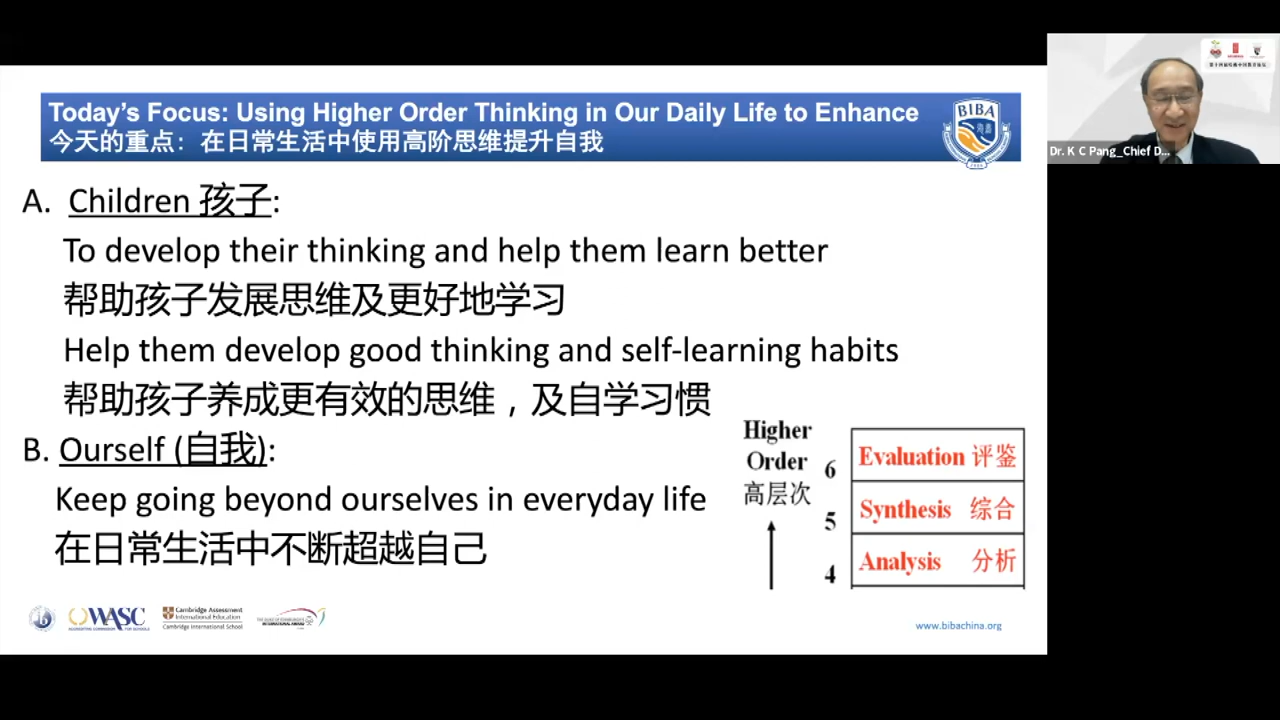 Today's Focus: Using Higher Order Thinking in Our Daily Life to Enhance
今天的重点：在日常生活中使用高阶思维提升自我
BIBA
A. Children 孩子:
To develop their thinking and help them learn better
帮助孩子发展思维及更好地学习
Help them develop good thinking and self-learning habits
帮助孩子养成更有效的思维，及自学习惯
B. Ourself (自我):
Keep going beyond ourselves in everyday life
在日常生活中不断超越自己
Higher
Order
高层次
6 Evaluation 评鉴
5 Synthesis 综合
4 Analysis 分析
WASC
Cambridge Assessment
International Education
Cambridge International School
www.bibachina.org
Dr. K C Pang_Chief D...